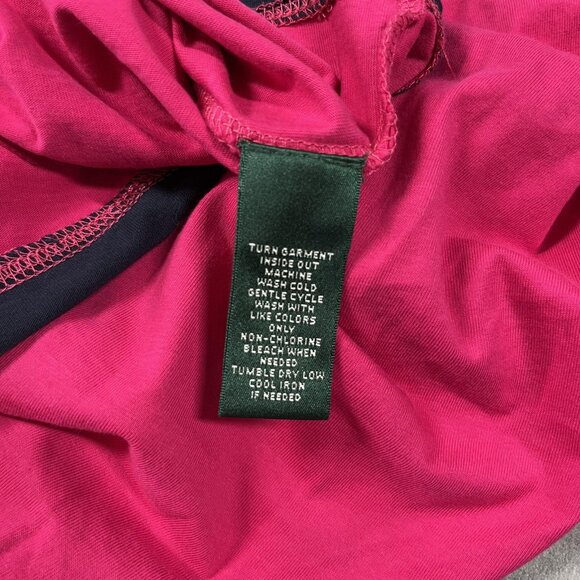 TURN GARMENT
INSIDE OUT
MACHINE
WASH COLD
GENTLE CYCLE
WASH WITH
LIKE COLORS
ONLY
NON-CHLORINE
BLEACH WHEN
NEEDED
TUMBLE DRY LOW
COOL IRON
IF NEEDED